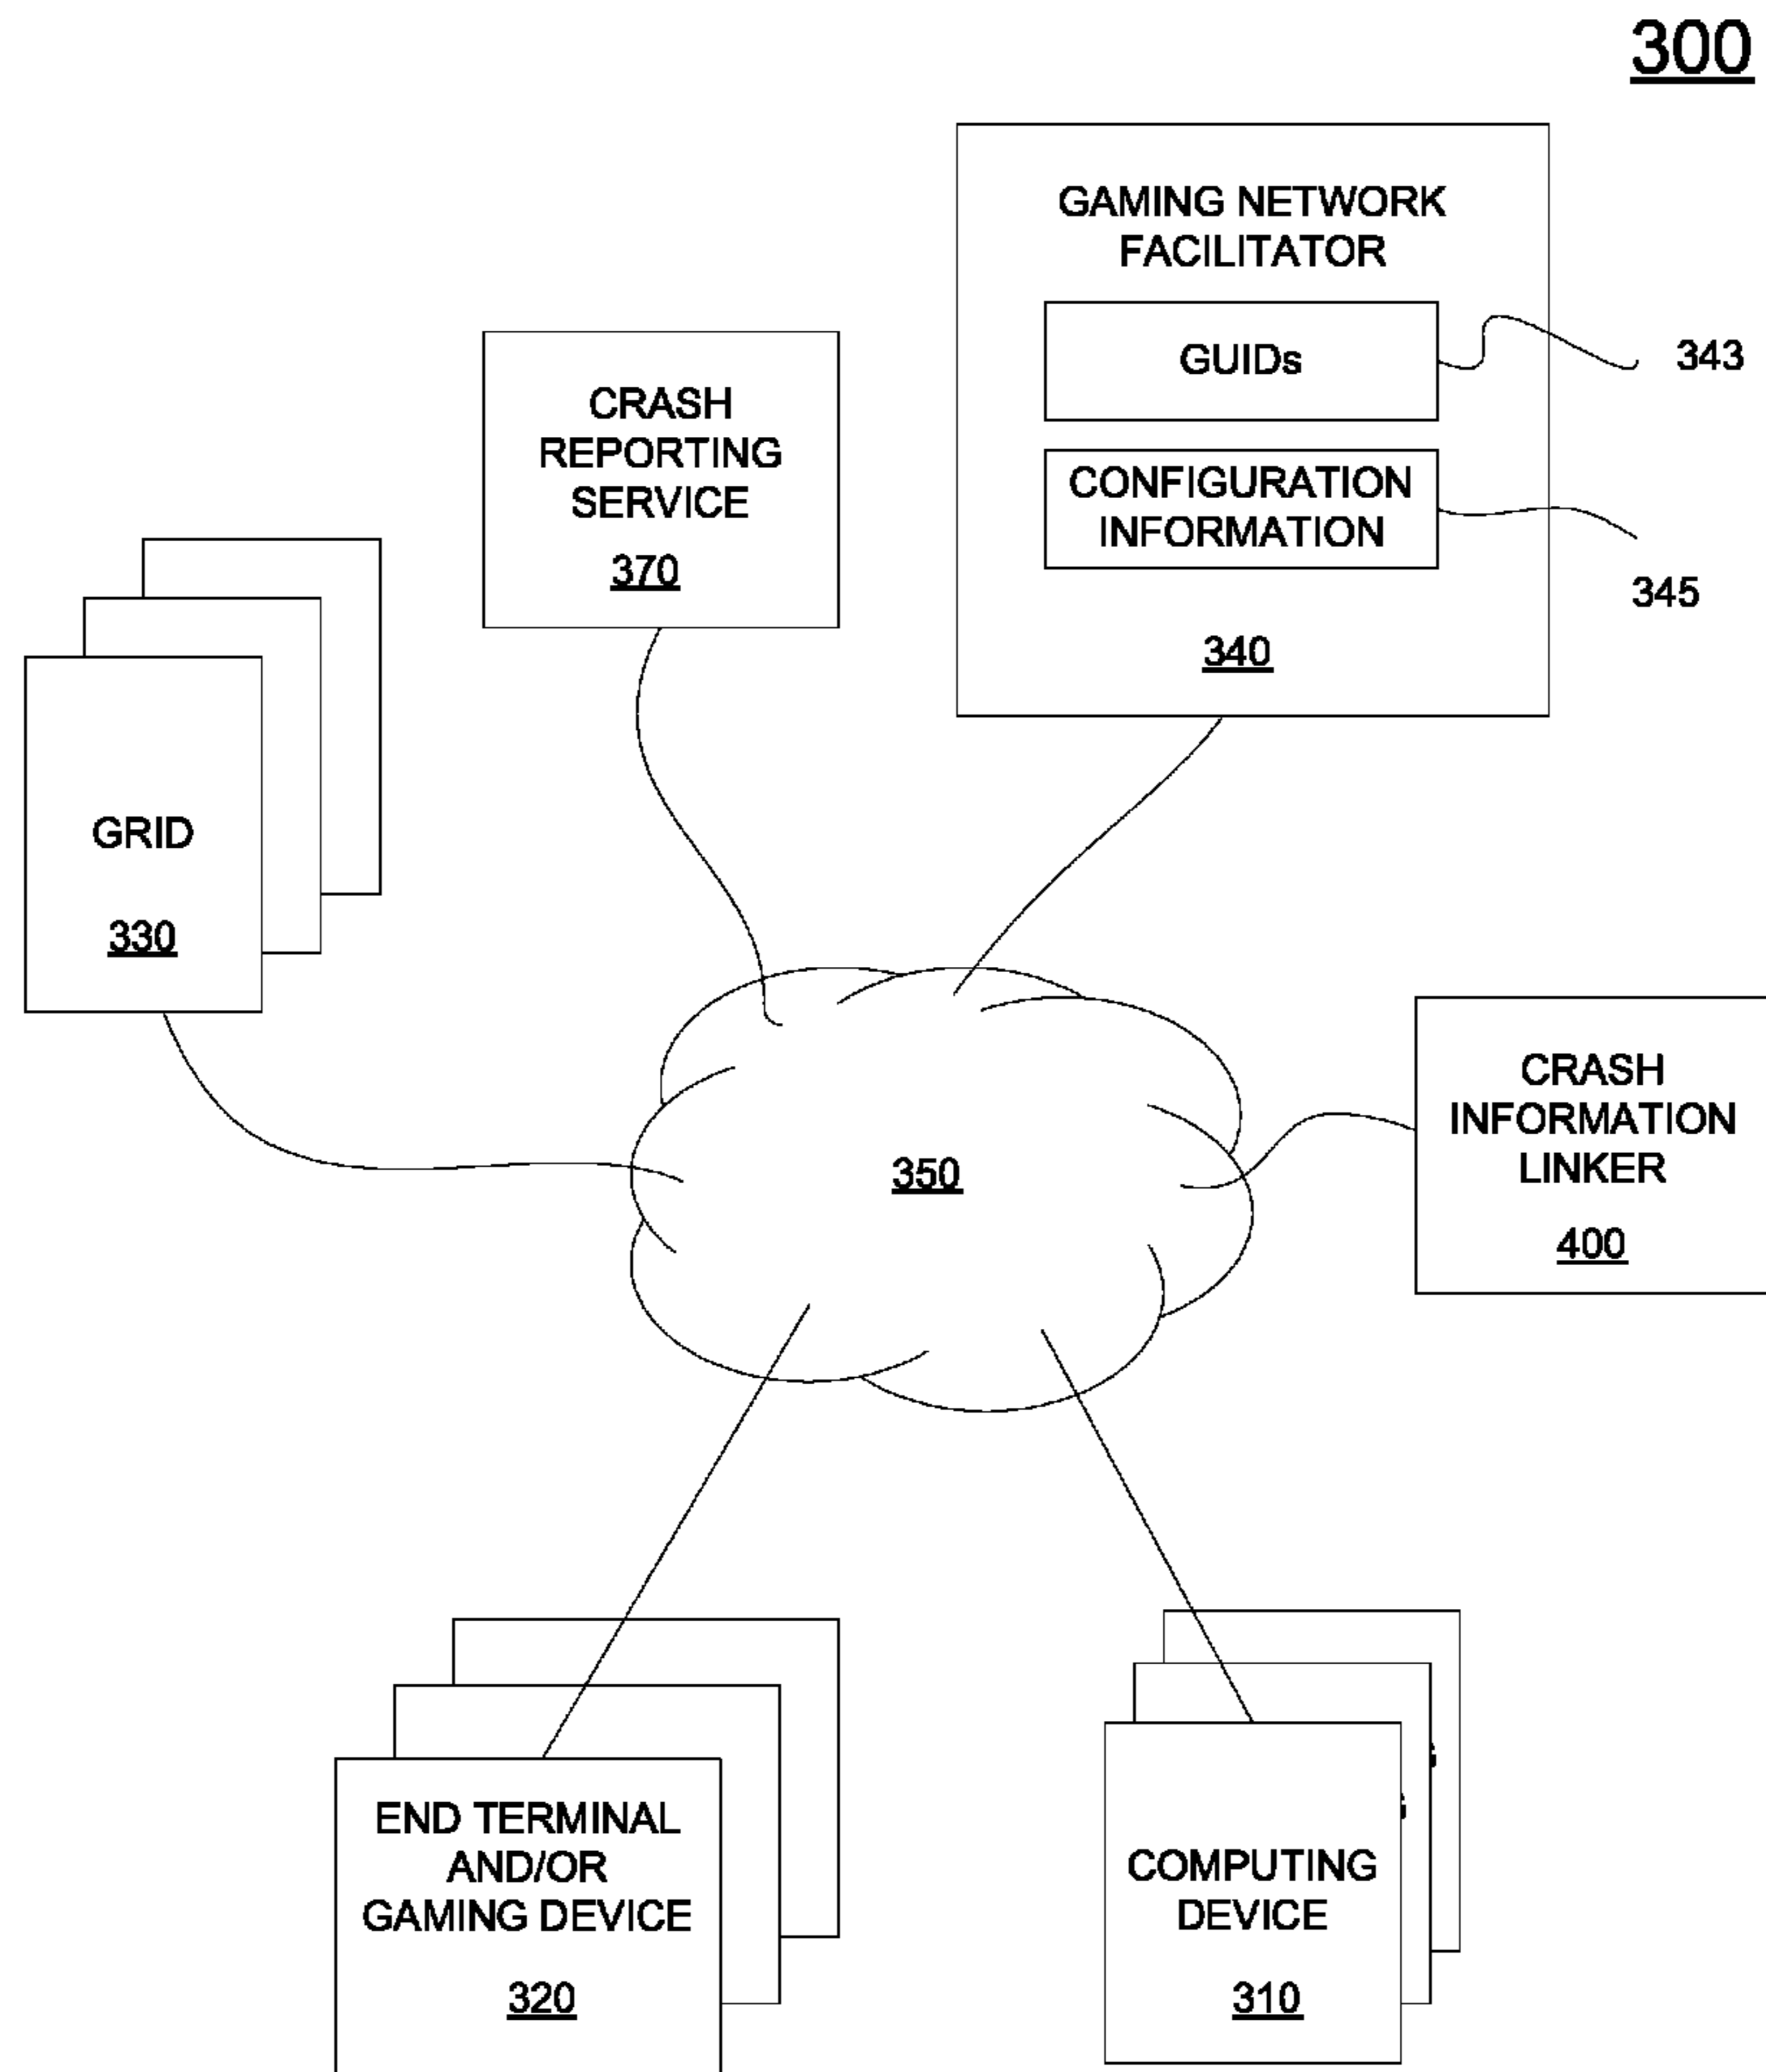 300
GAMING NETWORK
FACILITATOR
GUIDs
343
CONFIGURATION
INFORMATION
345
340
CRASH
REPORTING
SERVICE
370
GRID
330
350
CRASH
INFORMATION
LINKER
400
END TERMINAL
AND/OR
GAMING DEVICE
320
COMPUTING
DEVICE
310